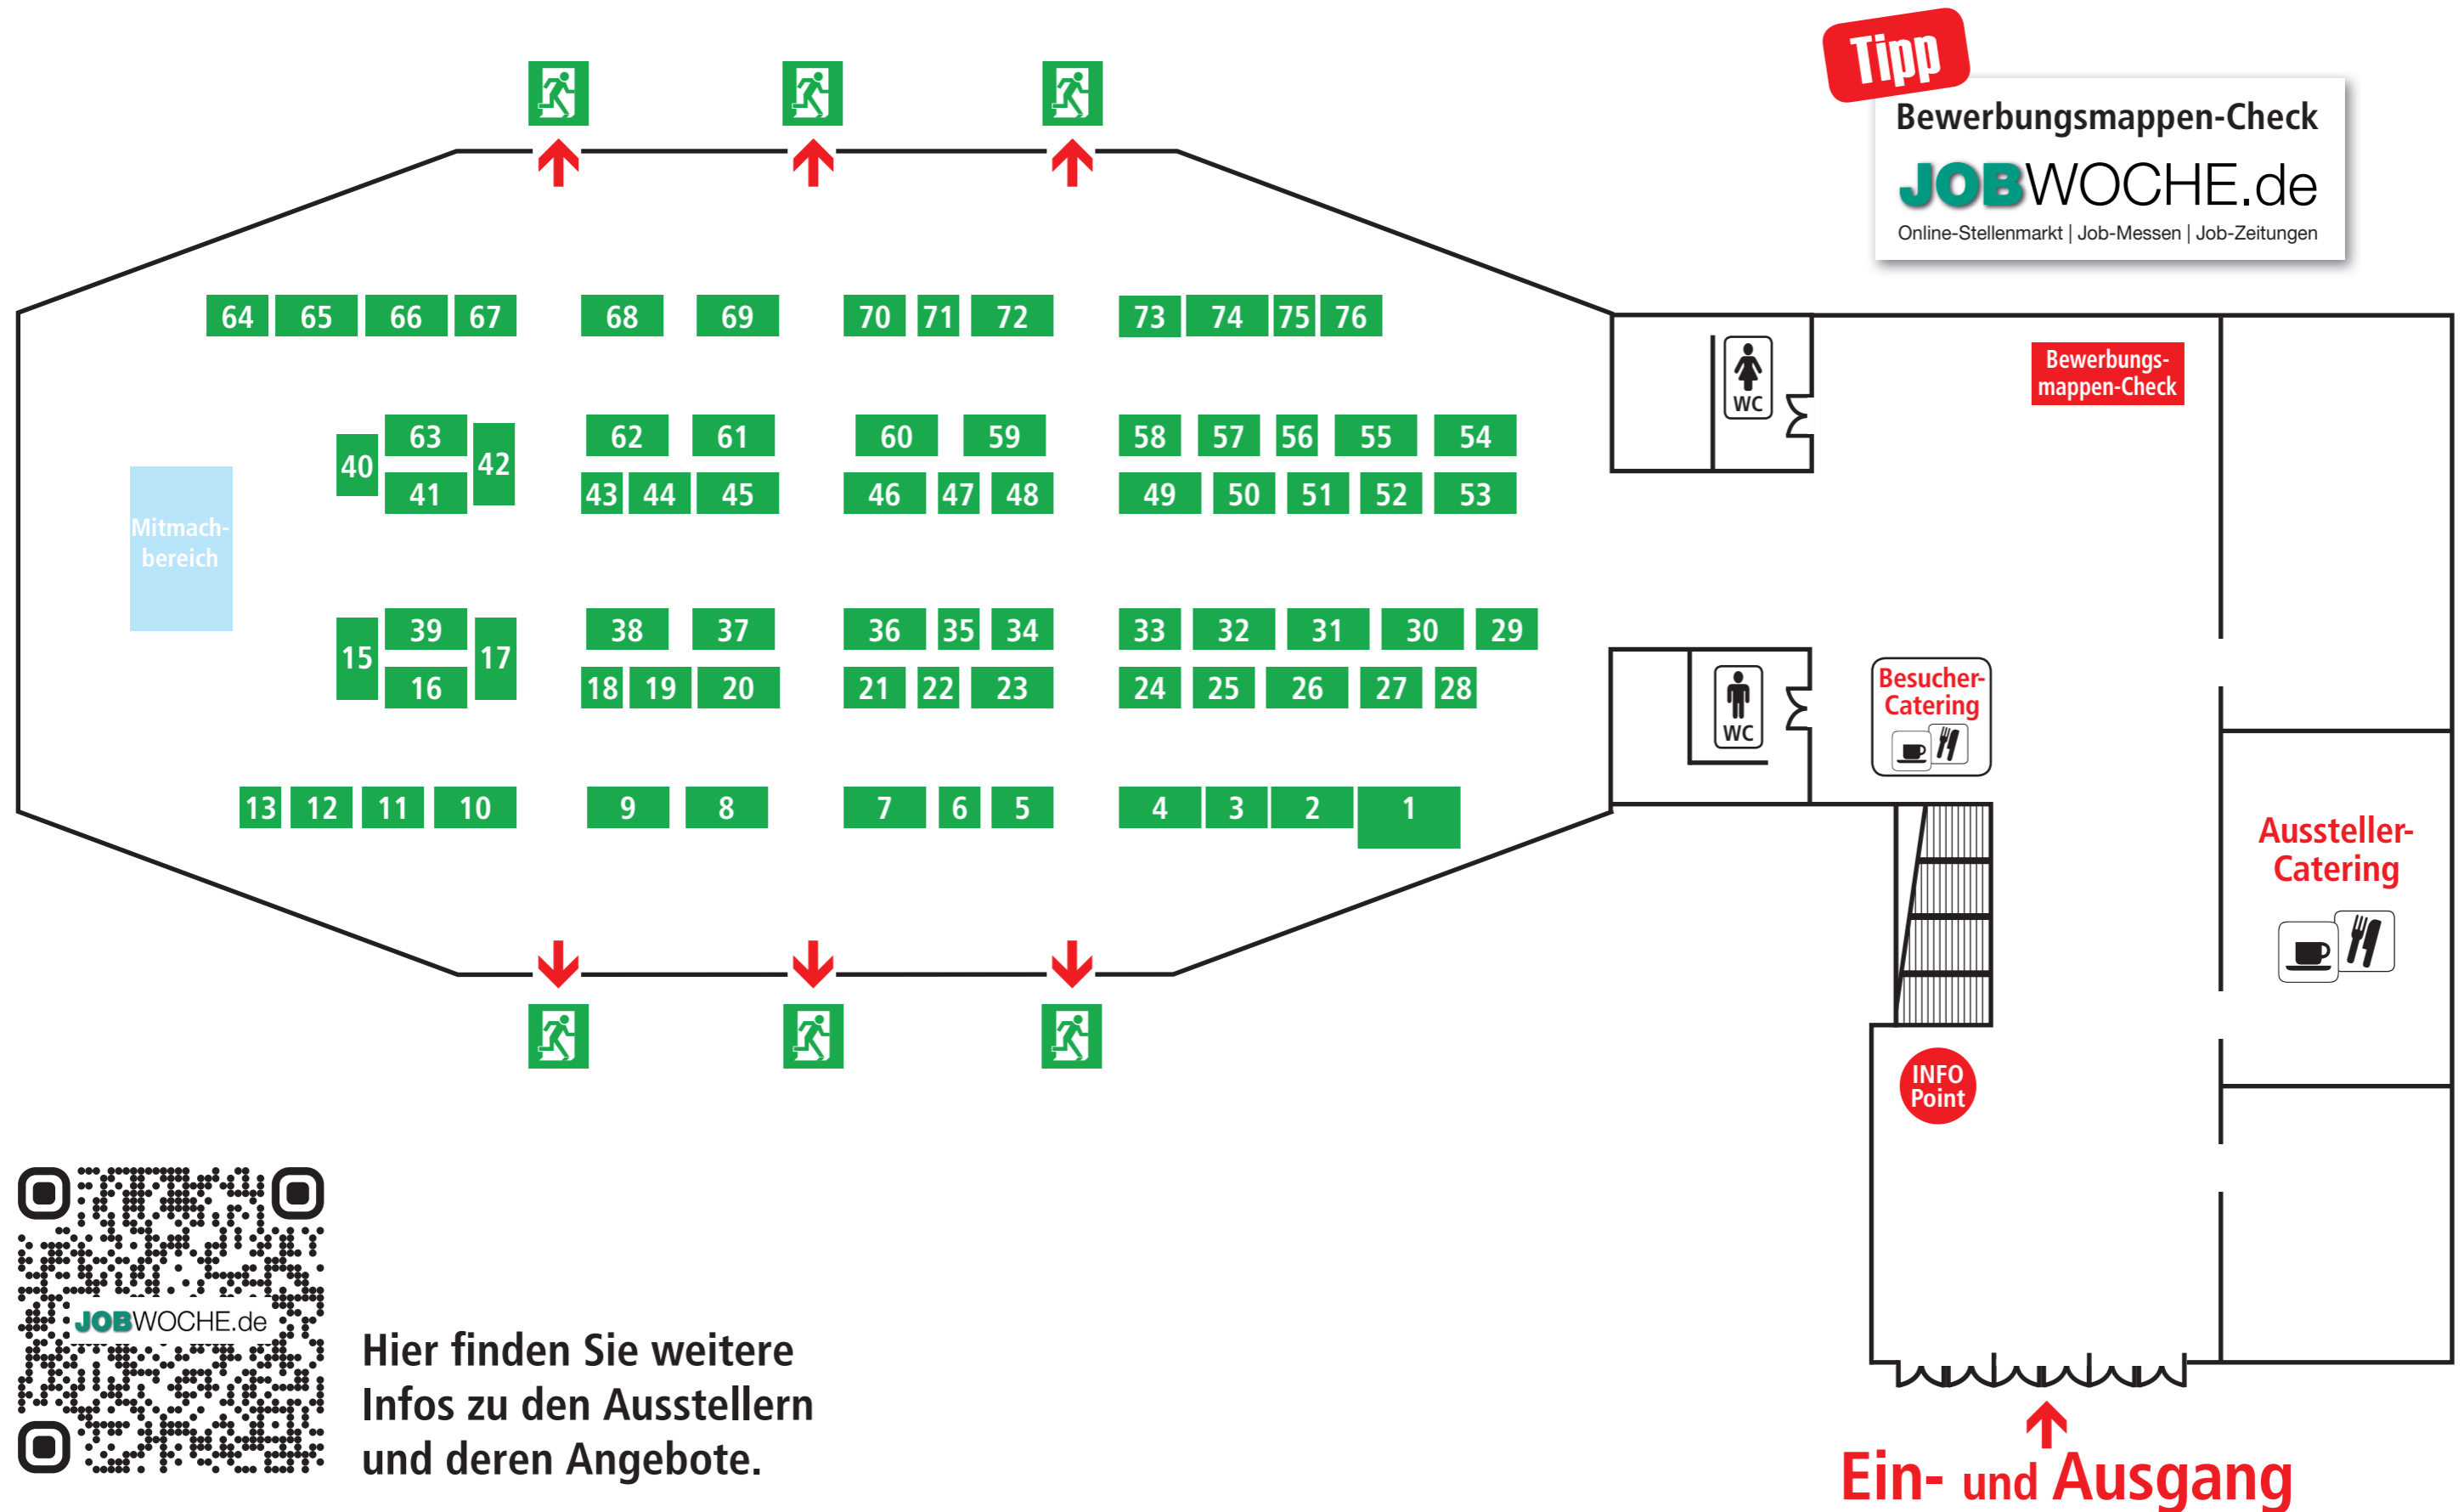 Tipp
Bewerbungsmappen-Check
JOBWOCHE.de
Online-Stellenmarkt | Job-Messen | Job-Zeitungen
64 65 66 67 68 69 70 71 72 73 74 75 76
Bewerbungs-
mappen-Check
WC
63 62 61 60 59 58 57 56 55 54
40 42
41 43 44 45 46 47 48 49 50 51 52 53
Mitmach-
bereich
39 38 37 36 35 34 33 32 31 30 29
15 17
16 18 19 20 21 22 23 24 25 26 27 28
WC
Besucher-
Catering
13 12 11 10 9 8 7 6 5 4 3 2 1
Aussteller-
Catering
INFO
Point
JOBWOCHE.de
Hier finden Sie weitere
Infos zu den Ausstellern
und deren Angebote.
Ein- und Ausgang